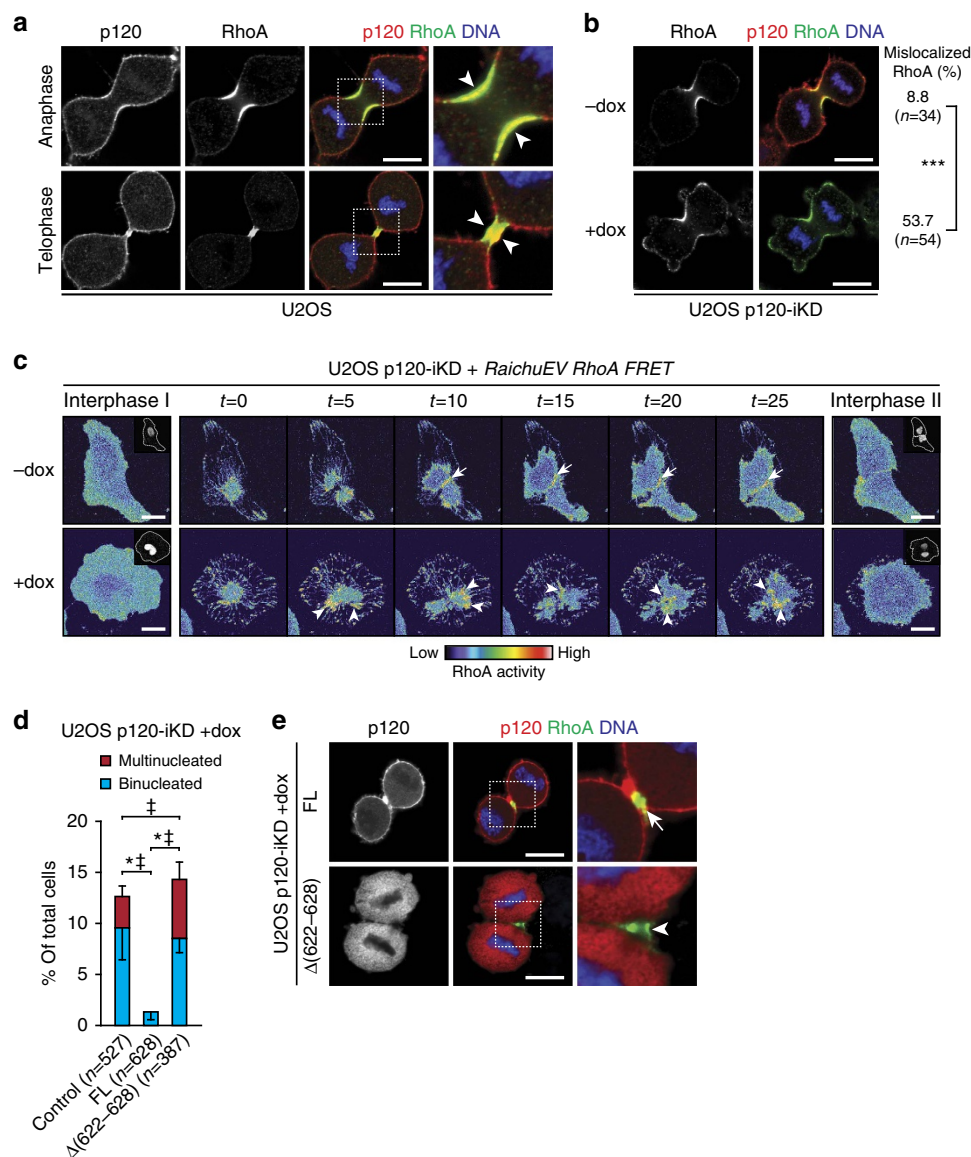 a
p120 RhoA p120 RhoA DNA
Anaphase
Telophase
U2OS
b
RhoA p120 RhoA DNA
Mislocalized
RhoA (%)
–dox
8.8
(n=34)
***
+dox
53.7
(n=54)
U2OS p120-iKD
c
U2OS p120-iKD + RaichuEV RhoA FRET
Interphase I t=0 t=5 t=10 t=15 t=20 t=25 Interphase II
–dox
+dox
Low High
RhoA activity
d
U2OS p120-iKD +dox
Multinucleated
Binucleated
‡
*‡ *‡
20
15
10
5
0
% Of total cells
Control (n=527)
FL (n=628)
Δ(622–628) (n=387)
e
p120 p120 RhoA DNA
U2OS p120-iKD +dox
FL
Δ(622–628)